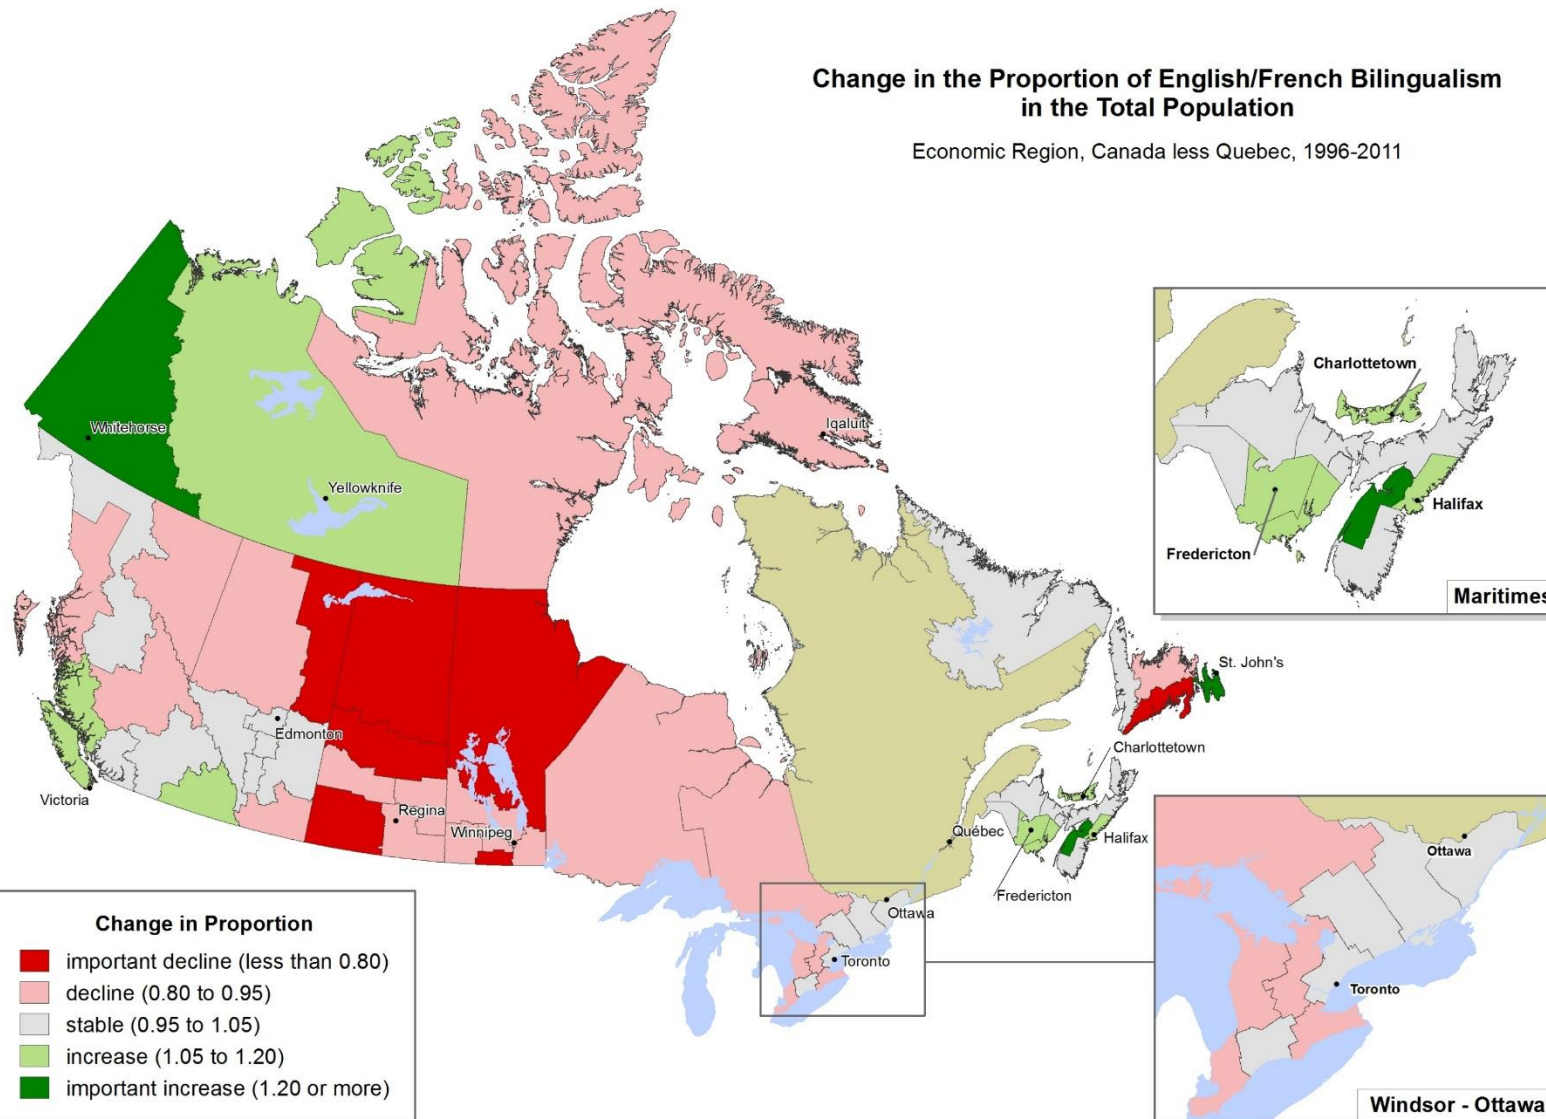 Change in the Proportion of English/French Bilingualism
in the Total Population
Economic Region, Canada less Quebec, 1996-2011
Whitehorse
Yellowknife
Iqaluit
Edmonton
Victoria
Regina
Winnipeg
St. John's
Charlottetown
Québec
Halifax
Fredericton
Ottawa
Toronto
Charlottetown
Halifax
Fredericton
Maritimes
Ottawa
Toronto
Windsor - Ottawa
Change in Proportion
important decline (less than 0.80)
decline (0.80 to 0.95)
stable (0.95 to 1.05)
increase (1.05 to 1.20)
important increase (1.20 or more)